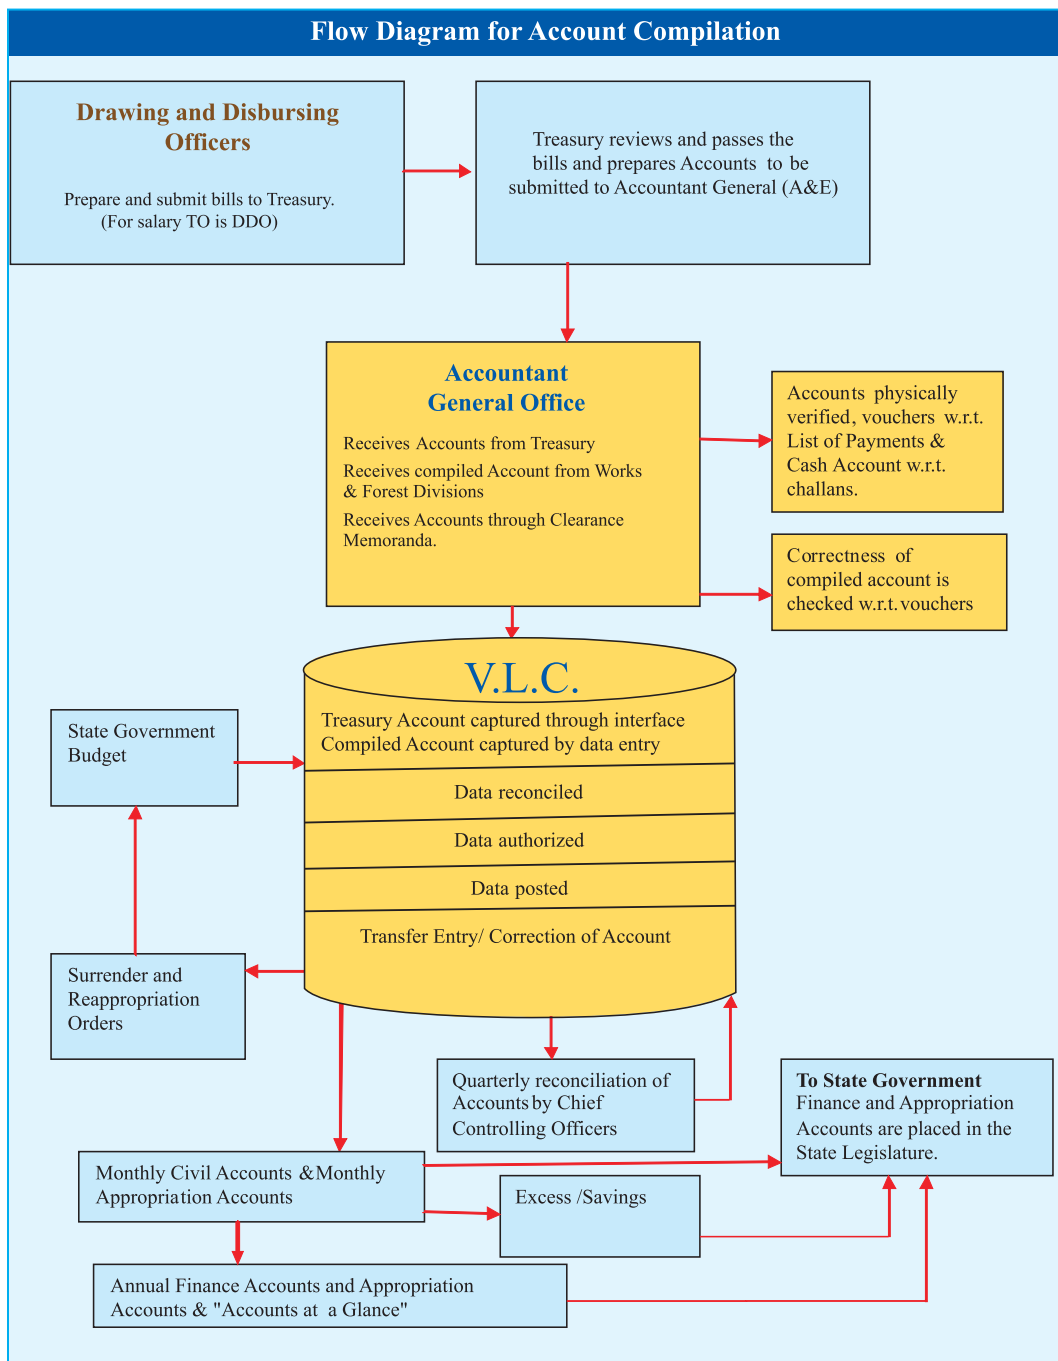 Flow Diagram for Account Compilation
Drawing and Disbursing
Officers
Prepare and submit bills to Treasury.
(For salary TO is DDO)
Treasury reviews and passes the
bills and prepares Accounts to be
submitted to Accountant General (A&E)
Accountant
General Office
Receives Accounts from Treasury
Receives compiled Account from Works
& Forest Divisions
Receives Accounts through Clearance
Memoranda.
Accounts physically
verified, vouchers w.r.t.
List of Payments &
Cash Account w.r.t.
challans.
Correctness of
compiled account is
checked w.r.t. vouchers
V.L.C.
Treasury Account captured through interface
Compiled Account captured by data entry
Data reconciled
Data authorized
Data posted
Transfer Entry/ Correction of Account
State Government
Budget
Surrender and
Reappropriation
Orders
Quarterly reconciliation of
Accounts by Chief
Controlling Officers
To State Government
Finance and Appropriation
Accounts are placed in the
State Legislature.
Monthly Civil Accounts &Monthly
Appropriation Accounts
Excess /Savings
Annual Finance Accounts and Appropriation
Accounts & "Accounts at a Glance"